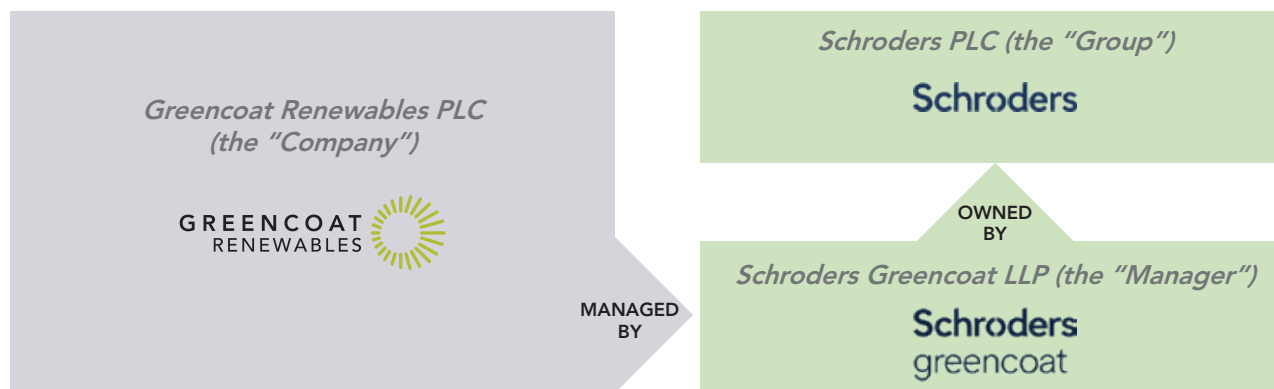 Greencoat Renewables PLC
(the “Company”)
GREENCOAT
RENEWABLES
MANAGED
BY
Schroders PLC (the “Group”)
Schroders
OWNED
BY
Schroders Greencoat LLP (the “Manager”)
Schroders
greencoat